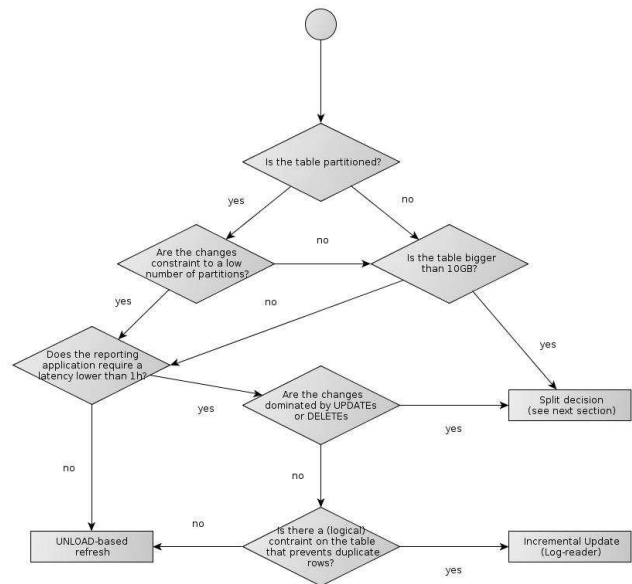 Is the table partitioned?
yes
no
Are the changes
constraint to a low
number of partitions?
no
Is the table bigger
than 10GB?
yes
no
yes
Does the reporting
application require a
latency lower than 1h?
yes
Are the changes
dominated by UPDATEs
or DELETEs
yes
Split decision
(see next section)
no
no
UNLOAD-based
refresh
no
Is there a (logical)
contraint on the table
that prevents duplicate
rows?
yes
Incremental Update
(Log-reader)